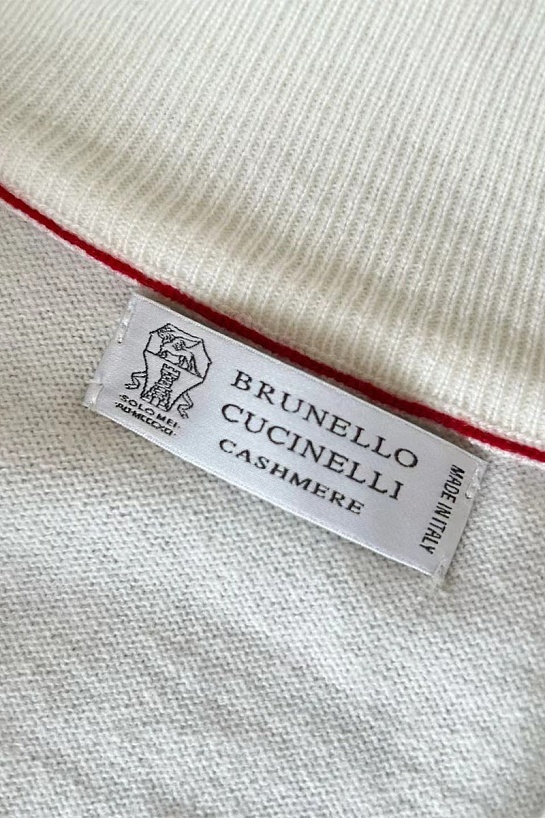 SOLOMEI
BRUNELLO
CUCINELLI
CASHMERE
MADE IN ITALY